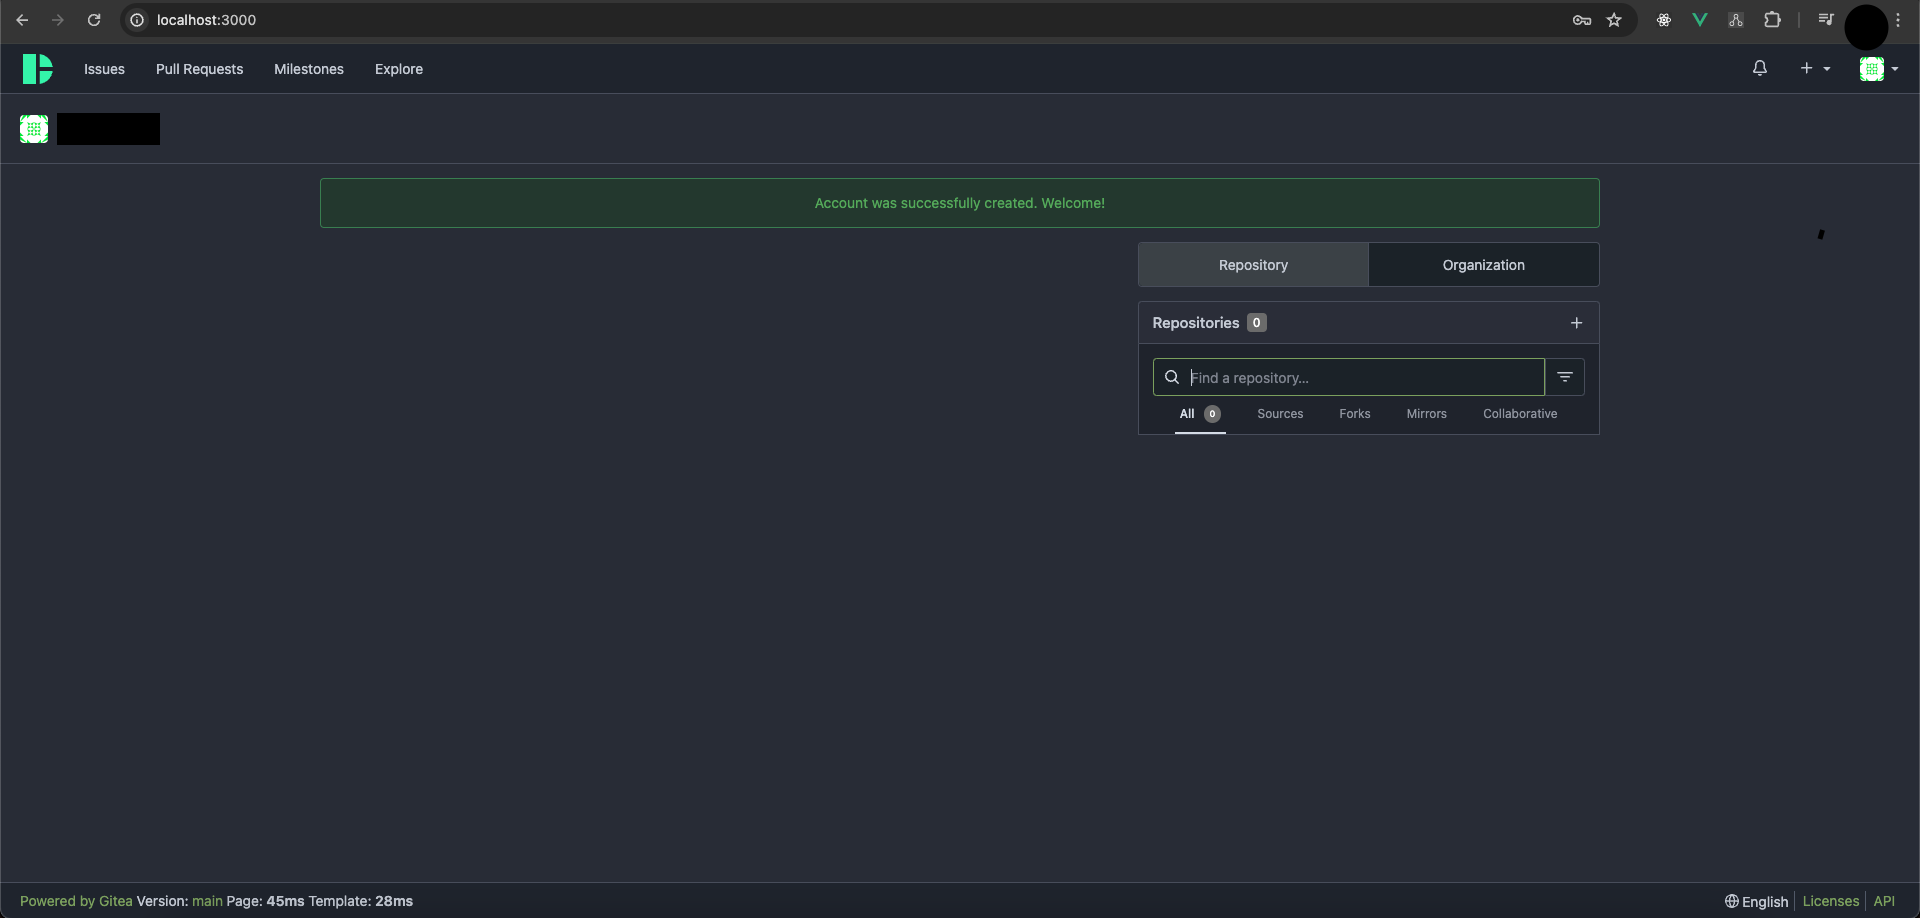 localhost:3000
Issues Pull Requests Milestones Explore
Account was successfully created. Welcome!
Repository Organization
Repositories 0
Find a repository...
All 0 Sources Forks Mirrors Collaborative
Powered by Gitea Version: main Page: 45ms Template: 28ms English Licenses API